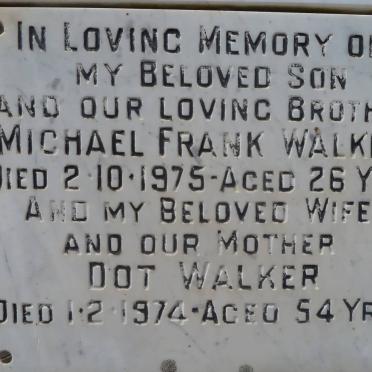 IN LOVING MEMORY O
MY BELOVED SON
AND OUR LOVING BROTH
MICHAEL FRANK WALK
DIED 2·10·1975·AGED 26 Y
AND MY BELOVED WIFE
AND OUR MOTHER
DOT WALKER
DIED 1·2·1974·AGED 54 YR